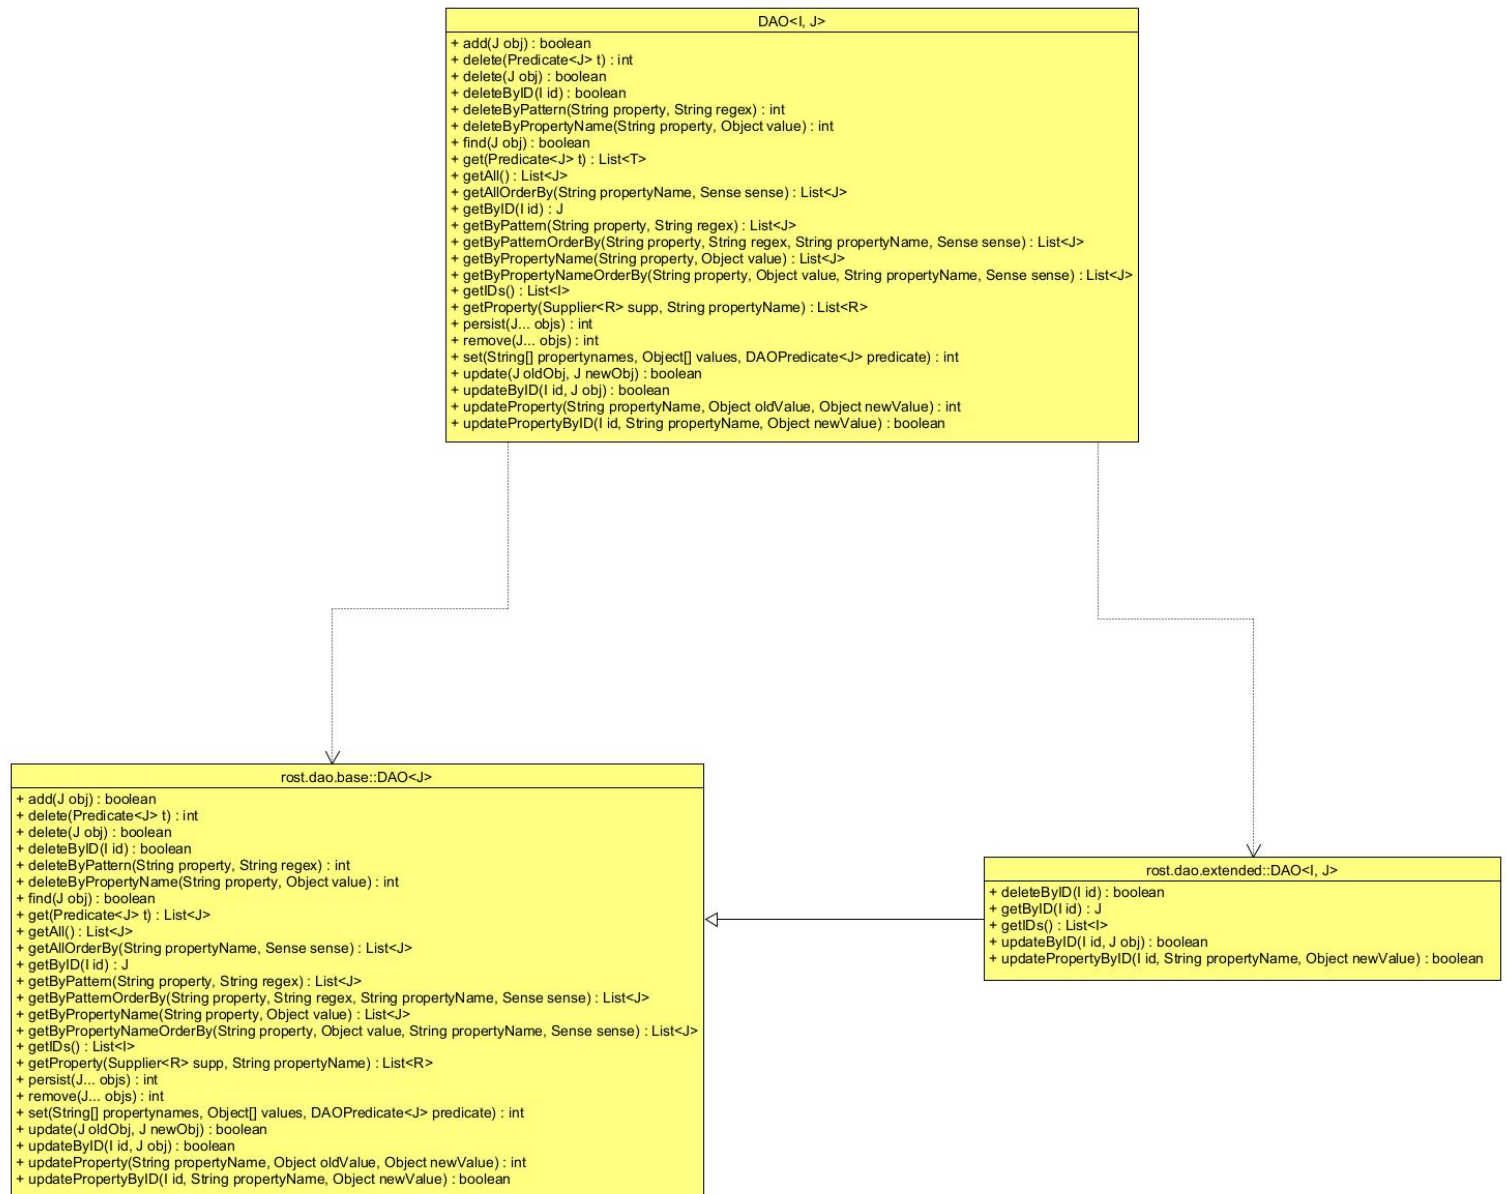 DAO<I, J>
+ add(J obj) : boolean
+ delete(Predicate<J> t) : int
+ delete(J obj) : boolean
+ deleteByID(I id) : boolean
+ deleteByPattern(String property, String regex) : int
+ deleteByPropertyName(String property, Object value) : int
+ find(J obj) : boolean
+ get(Predicate<J> t) : List<T>
+ getAll() : List<J>
+ getAllOrderBy(String propertyName, Sense sense) : List<J>
+ getByID(I id) : J
+ getByPattern(String property, String regex) : List<J>
+ getByPatternOrderBy(String property, String regex, String propertyName, Sense sense) : List<J>
+ getByPropertyName(String property, Object value) : List<J>
+ getByPropertyNameOrderBy(String property, Object value, String propertyName, Sense sense) : List<J>
+ getIDs() : List<I>
+ getProperty(Supplier<R> supp, String propertyName) : List<R>
+ persist(J... objs) : int
+ remove(J... objs) : int
+ set(String[] propertynames, Object[] values, DAOPredicate<J> predicate) : int
+ update(J oldObj, J newObj) : boolean
+ updateByID(I id, J obj) : boolean
+ updateProperty(String propertyName, Object oldValue, Object newValue) : int
+ updatePropertyByID(I id, String propertyName, Object newValue) : boolean
rost.dao.base::DAO<J>
+ add(J obj) : boolean
+ delete(Predicate<J> t) : int
+ delete(J obj) : boolean
+ deleteByID(I id) : boolean
+ deleteByPattern(String property, String regex) : int
+ deleteByPropertyName(String property, Object value) : int
+ find(J obj) : boolean
+ get(Predicate<J> t) : List<J>
+ getAll() : List<J>
+ getAllOrderBy(String propertyName, Sense sense) : List<J>
+ getByID(I id) : J
+ getByPattern(String property, String regex) : List<J>
+ getByPatternOrderBy(String property, String regex, String propertyName, Sense sense) : List<J>
+ getByPropertyName(String property, Object value) : List<J>
+ getByPropertyNameOrderBy(String property, Object value, String propertyName, Sense sense) : List<J>
+ getIDs() : List<I>
+ getProperty(Supplier<R> supp, String propertyName) : List<R>
+ persist(J... objs) : int
+ remove(J... objs) : int
+ set(String[] propertynames, Object[] values, DAOPredicate<J> predicate) : int
+ update(J oldObj, J newObj) : boolean
+ updateByID(I id, J obj) : boolean
+ updateProperty(String propertyName, Object oldValue, Object newValue) : int
+ updatePropertyByID(I id, String propertyName, Object newValue) : boolean
rost.dao.extended::DAO<I, J>
+ deleteByID(I id) : boolean
+ getByID(I id) : J
+ getIDs() : List<I>
+ updateByID(I id, J obj) : boolean
+ updatePropertyByID(I id, String propertyName, Object newValue) : boolean